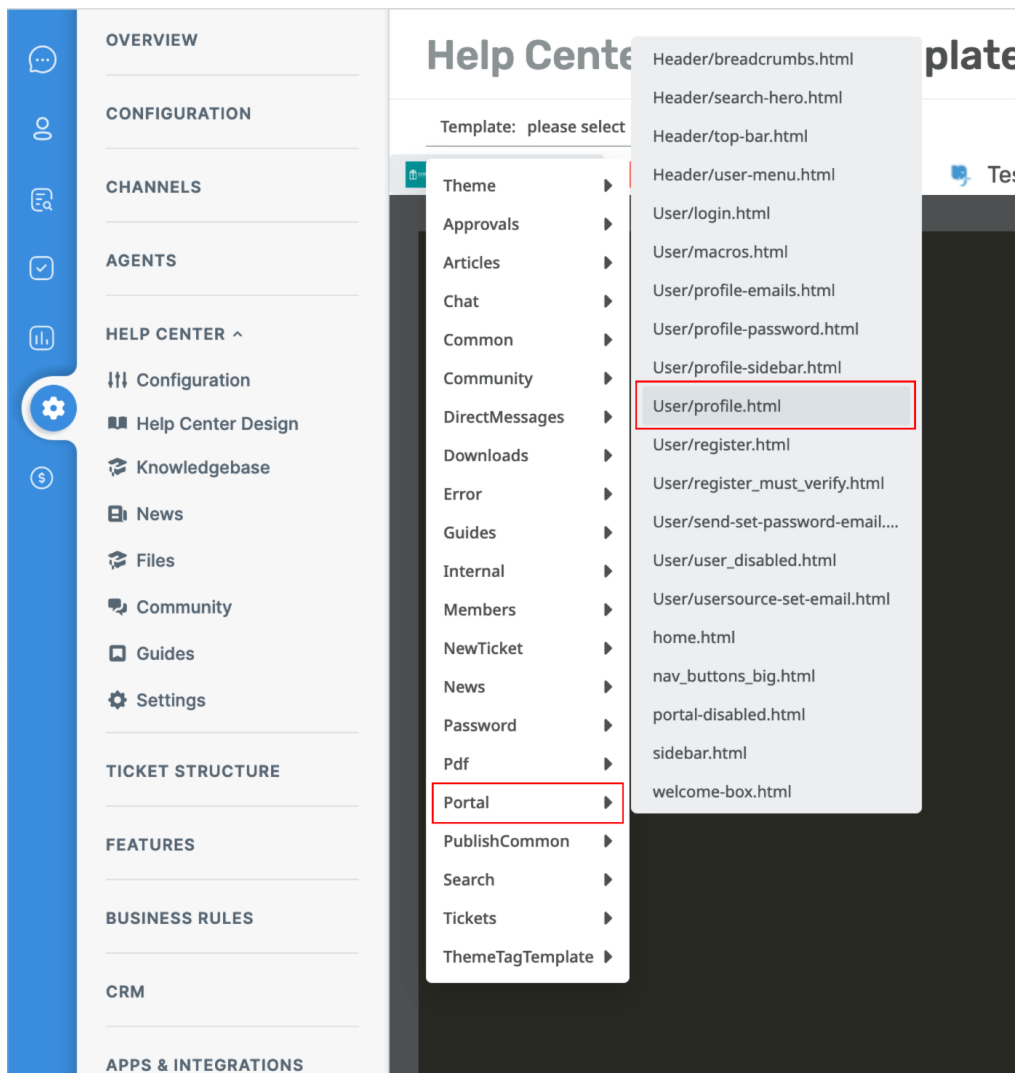 OVERVIEW
CONFIGURATION
CHANNELS
AGENTS
HELP CENTER
Configuration
Help Center Design
Knowledgebase
News
Files
Community
Guides
Settings
TICKET STRUCTURE
FEATURES
BUSINESS RULES
CRM
APPS & INTEGRATIONS
Help Cente plate
Template: please select
Tes
Theme
Approvals
Articles
Chat
Common
Community
DirectMessages
Downloads
Error
Guides
Internal
Members
NewTicket
News
Password
Pdf
Portal
PublishCommon
Search
Tickets
ThemeTagTemplate
Header/breadcrumbs.html
Header/search-hero.html
Header/top-bar.html
Header/user-menu.html
User/login.html
User/macros.html
User/profile-emails.html
User/profile-password.html
User/profile-sidebar.html
User/profile.html
User/register.html
User/register_must_verify.html
User/send-set-password-email....
User/user_disabled.html
User/usersource-set-email.html
home.html
nav_buttons_big.html
portal-disabled.html
sidebar.html
welcome-box.html